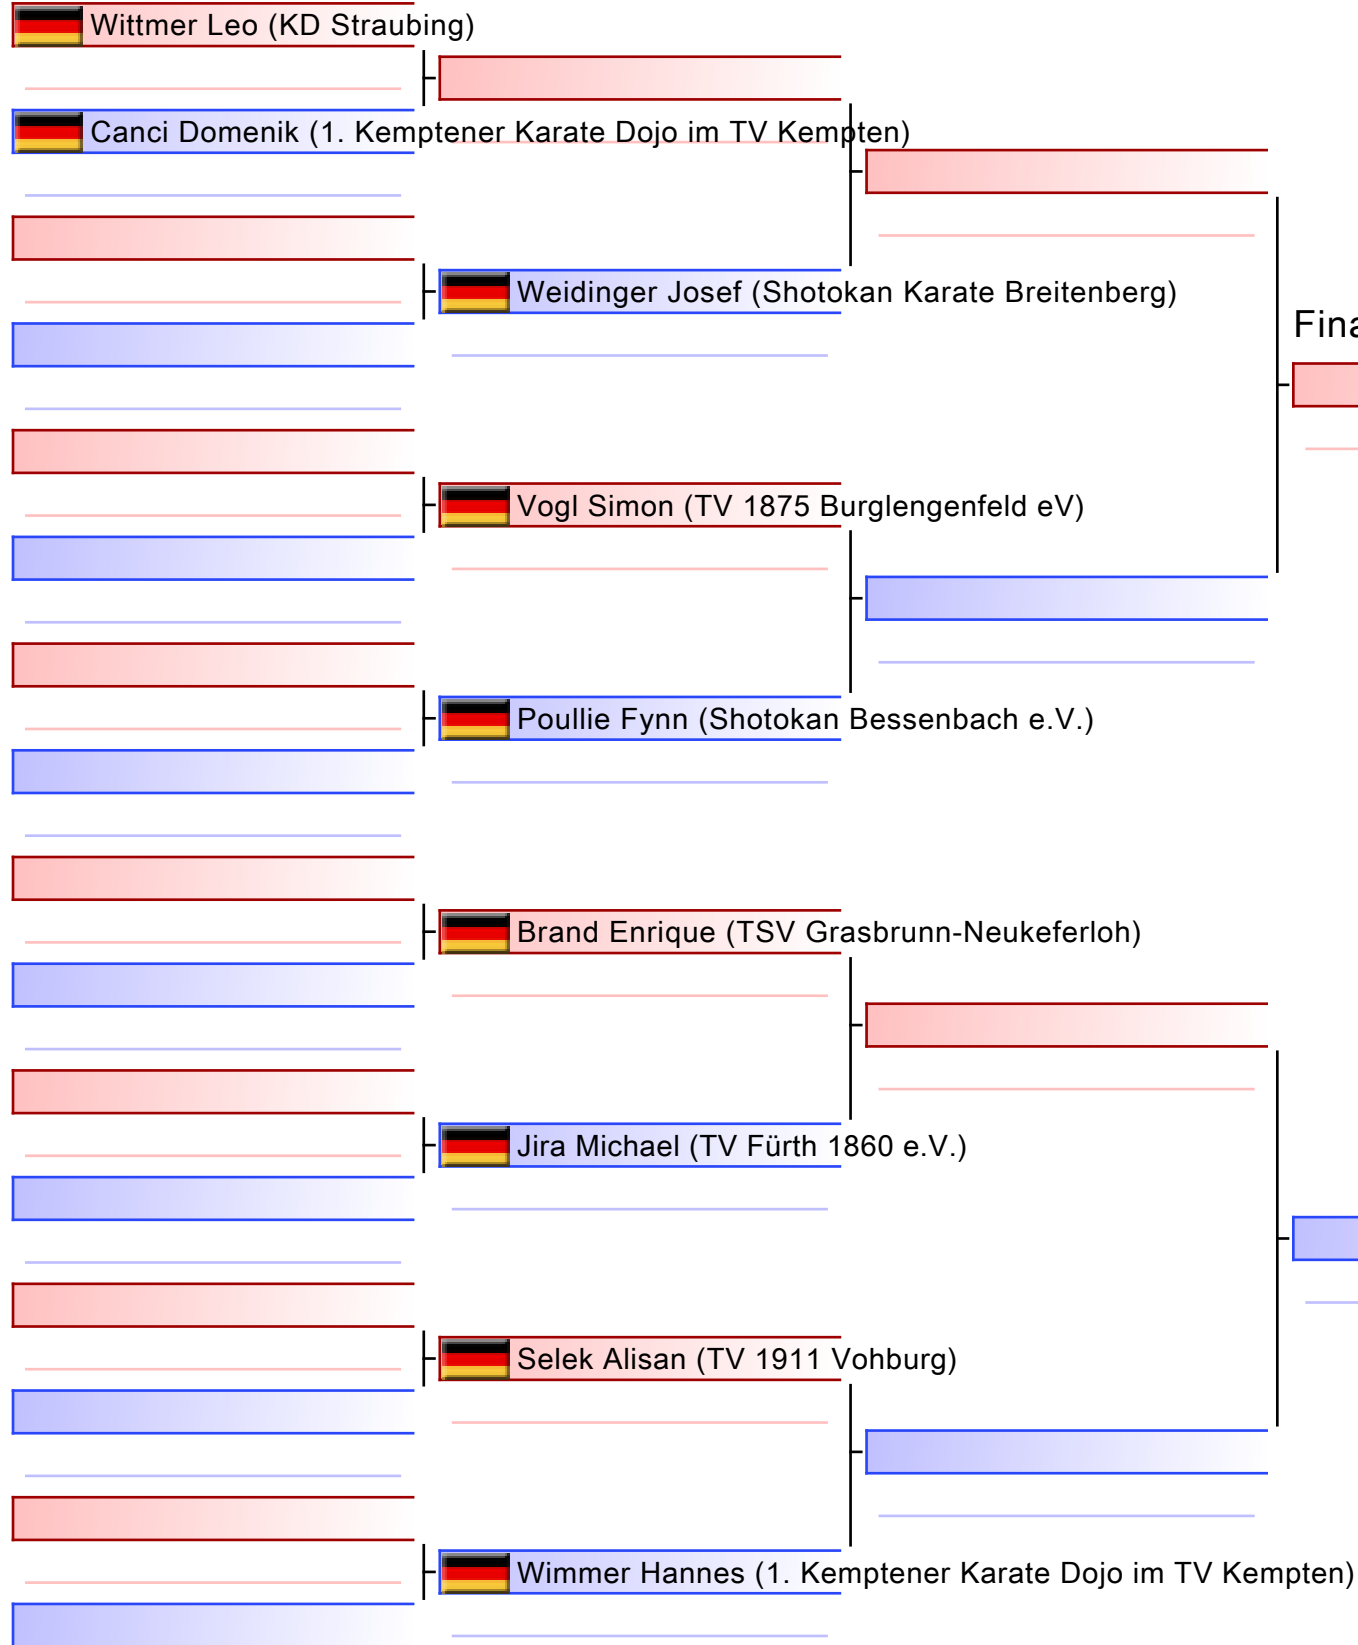 Wittmer Leo (KD Straubing)
Canci Domenik (1. Kemptener Karate Dojo im TV Kempten)
Weidinger Josef (Shotokan Karate Breitenberg)
Fina
Vogl Simon (TV 1875 Burglengenfeld eV)
Poullie Fynn (Shotokan Bessenbach e.V.)
Brand Enrique (TSV Grasbrunn-Neukeferloh)
Jira Michael (TV Fürth 1860 e.V.)
Selek Alisan (TV 1911 Vohburg)
Wimmer Hannes (1. Kemptener Karate Dojo im TV Kempten)